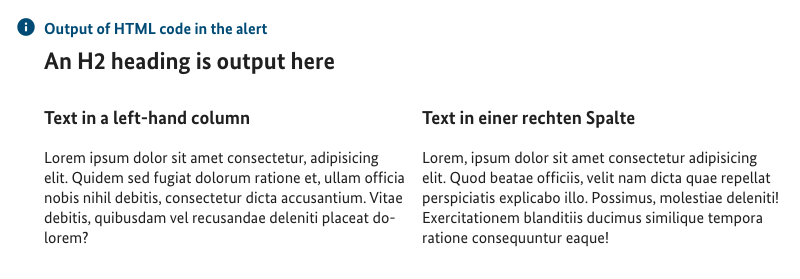 Output of HTML code in the alert
An H2 heading is output here
Text in a left-hand column
Lorem ipsum dolor sit amet consectetur, adipisicing
elit. Quidem sed fugiat dolorum ratione et, ullam officia
nobis nihil debitis, consectetur dicta accusantium. Vitae
debitis, quibusdam vel recusandae deleniti placeat do-
lorem?
Text in einer rechten Spalte
Lorem, ipsum dolor sit amet consectetur adipisicing
elit. Quod beatae officiis, velit nam dicta quae repellat
perspiciatis explicabo illo. Possimus, molestiae deleniti!
Exercitationem blanditiis ducimus similique tempora
ratione consequuntur eaque!